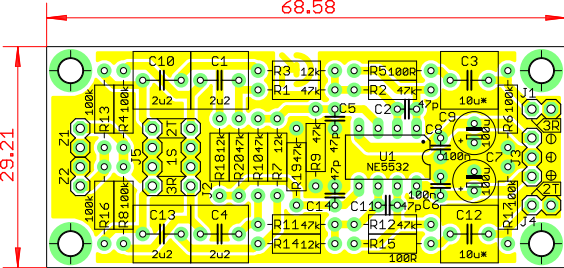 68.58
29.21
C10
C1
R3 12k
R5 100R
C3
R1 47k
R2 47k
2u2
2u2
10u*
J1
100k
R13
R4
100k
C5
47p
C2
47p
C9
100u
R6
100k
3R
Z1
2T
1S
3R
J5
J2
R18
12k
R20
47k
R10
47k
R7
12k
R19
47k
R9
47k
U1
NE5532
C8
100n
C7
100u
J3
Z2
2T
100k
R16
R8
100k
C14
47p
C11
47p
100n
C6
R17
100k
J4
C13
C4
R11 47k
R12 47k
C12
2u2
2u2
R14 12k
R15
100R
10u*